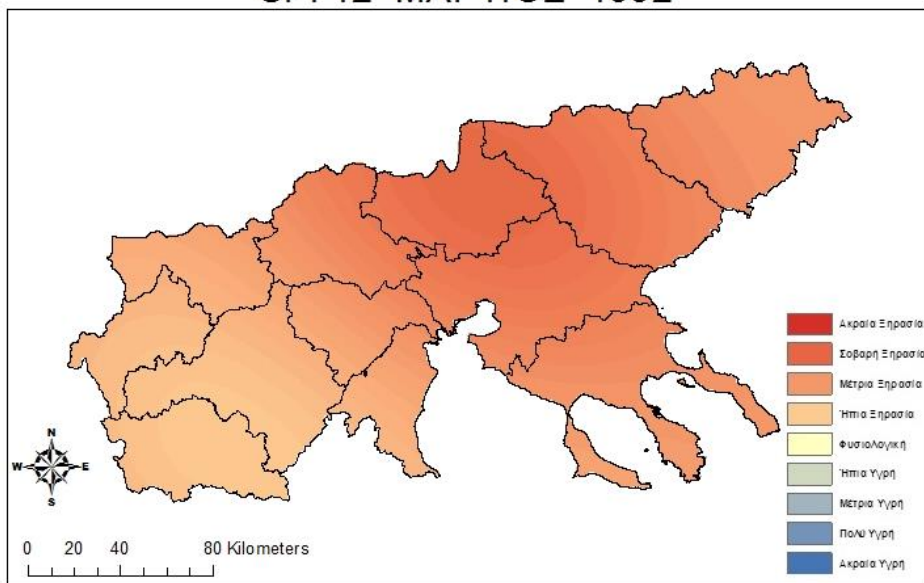 N
W E
S
0 20 40 80 Kilometers
Ακραία Ξηρασία
Σοβαρή Ξηρασία
Μέτρια Ξηρασία
Ήπια Ξηρασία
Φυσιολογική
Ήπια Υγρή
Μέτρια Υγρή
Πολύ Υγρή
Ακραία Υγρή